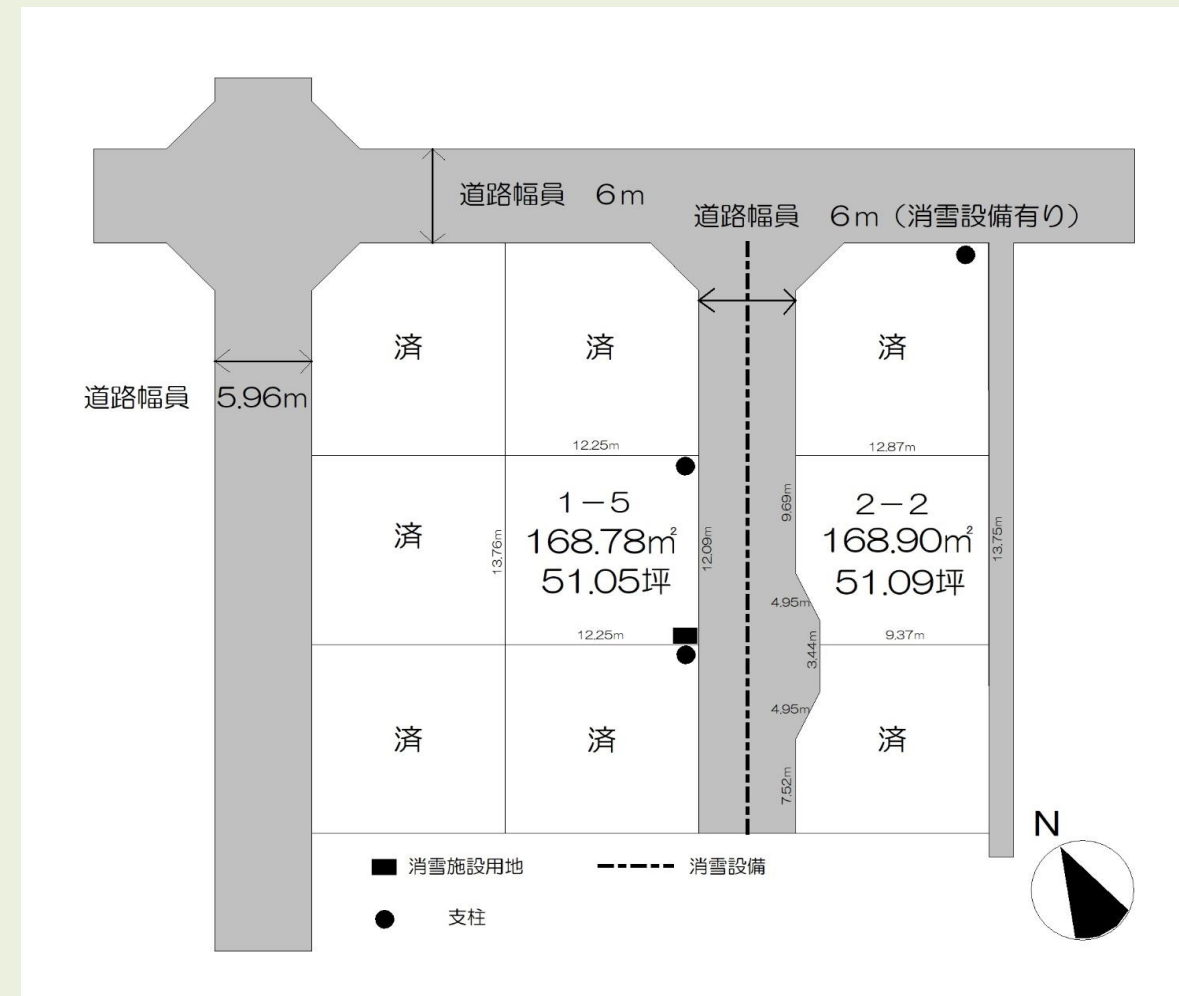 道路幅員 6m
道路幅員 6m(消雪設備有り)
済
済
済
道路幅員 5.96m
12.25m
12.87m
済
13.76m
1-5
168.78㎡
51.05坪
12.09m
9.69m
2-2
168.90㎡
51.09坪
13.75m
4.95m
12.25m
3.44m
9.37m
済
済
4.95m
済
7.52m
消雪施設用地
消雪設備
支柱
N